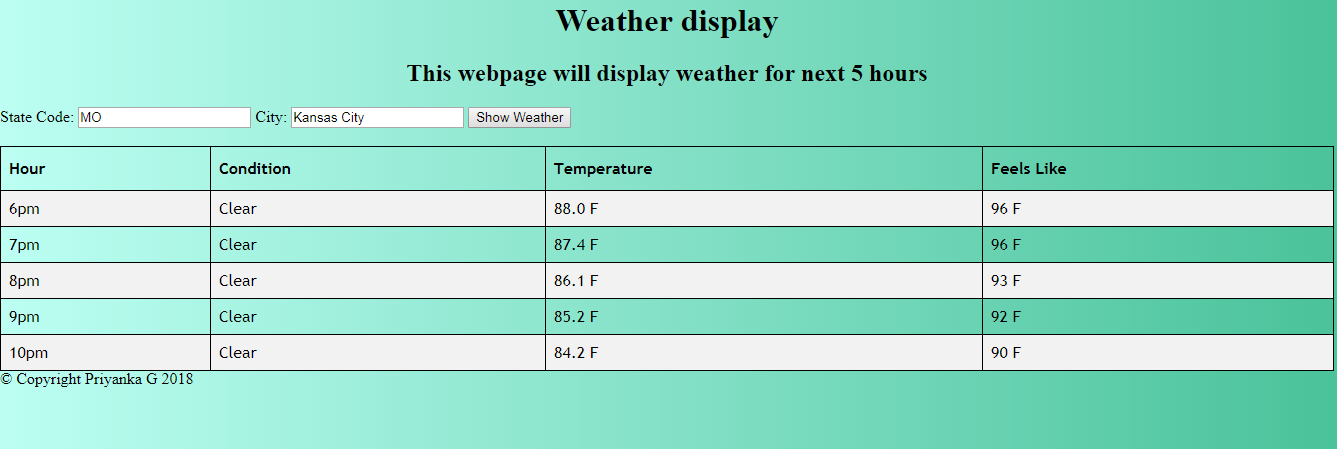 Weather display
This webpage will display weather for next 5 hours
State Code: MO City: Kansas City Show Weather
Hour Condition Temperature Feels Like
6pm Clear 88.0 F 96 F
7pm Clear 87.4 F 96 F
8pm Clear 86.1 F 93 F
9pm Clear 85.2 F 92 F
10pm Clear 84.2 F 90 F
© Copyright Priyanka G 2018